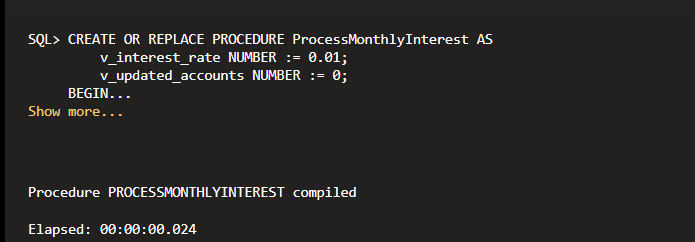 SQL> CREATE OR REPLACE PROCEDURE ProcessMonthlyInterest AS
v_interest_rate NUMBER := 0.01;
v_updated_accounts NUMBER := 0;
BEGIN...
Show more...
Procedure PROCESSMONTHLYINTEREST compiled
Elapsed: 00:00:00.024